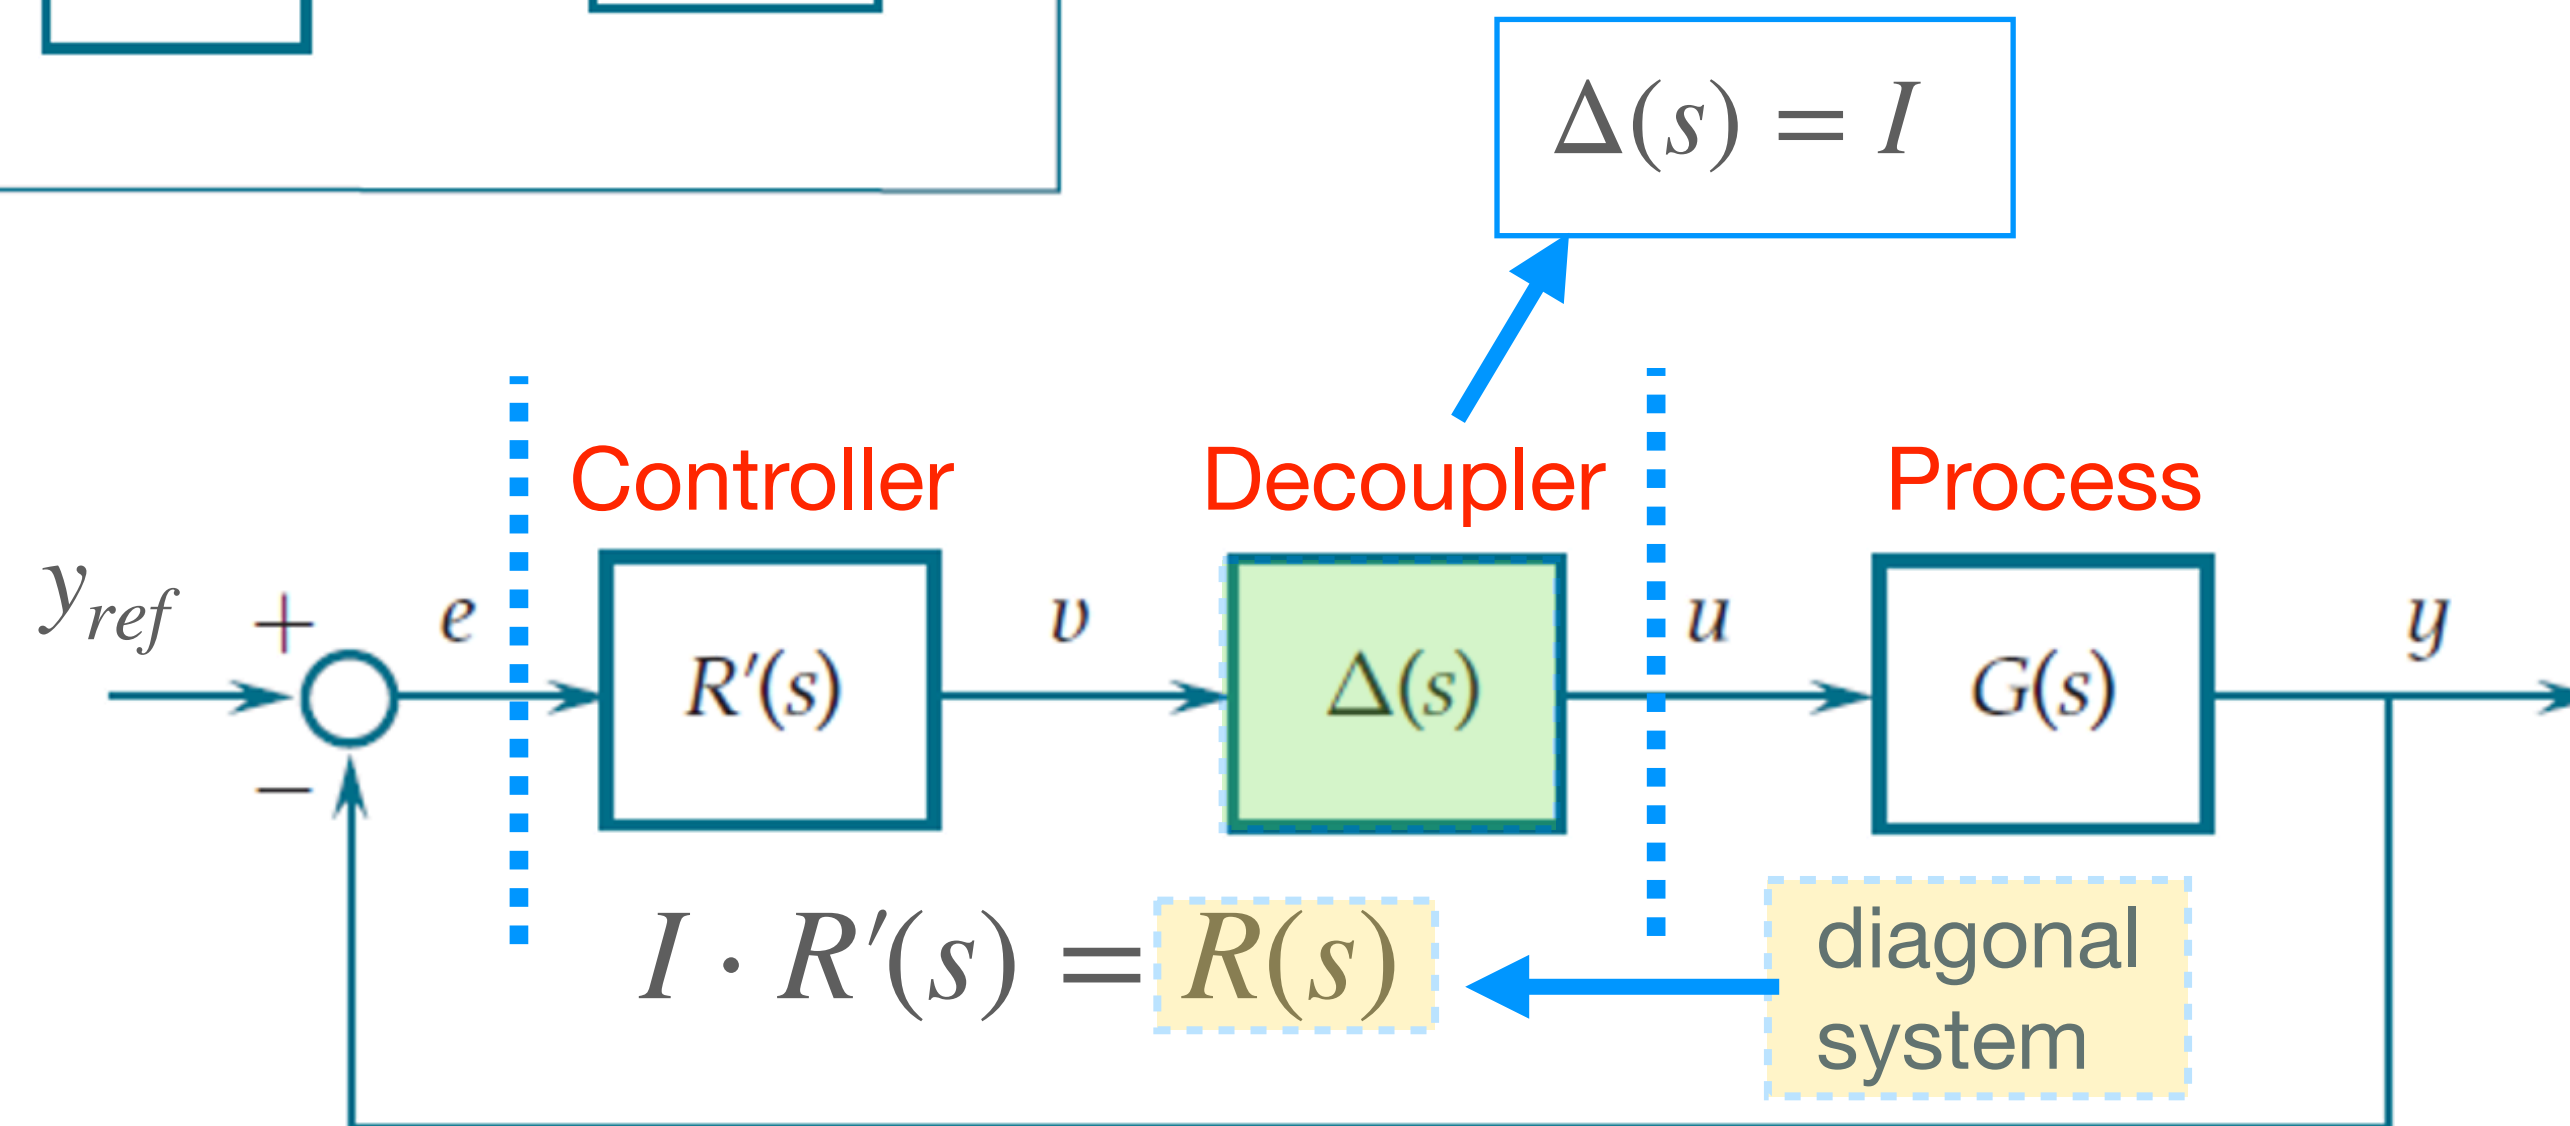 Δ(s) = I
Controller
Decoupler
Process
y_ref
+
e
v
u
y
R′(s)
Δ(s)
G(s)
−
I · R′(s) = R(s)
diagonal
system